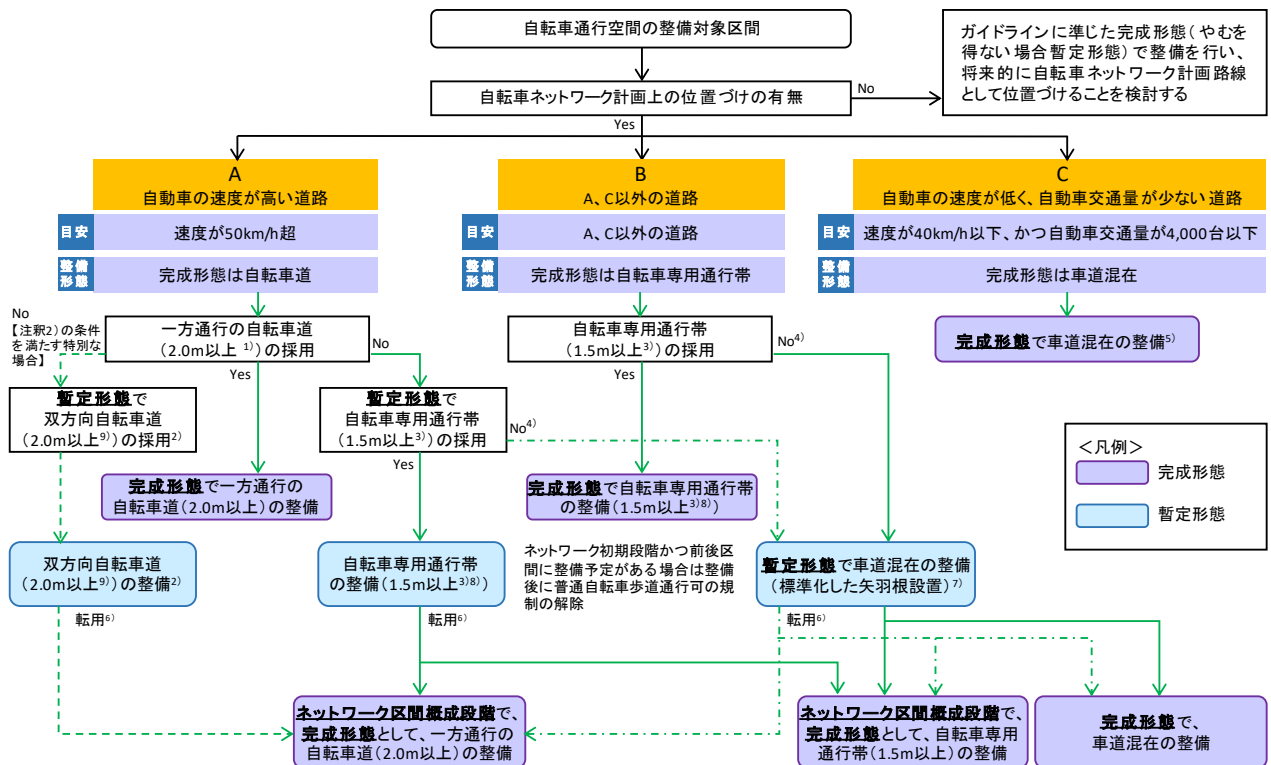 自転車通行空間の整備対象区間
ガイドラインに準じた完成形態(やむを
得ない場合暫定形態)で整備を行い、
将来的に自転車ネットワーク計画路線
として位置づけることを検討する
自転車ネットワーク計画上の位置づけの有無
No
Yes
A
自動車の速度が高い道路
B
A、C以外の道路
C
自動車の速度が低く、自動車交通量が少ない道路
目安
速度が50km/h超
目安
A、C以外の道路
目安
速度が40km/h以下、かつ自動車交通量が4,000台以下
整備
形態
完成形態は自転車道
整備
形態
完成形態は自転車専用通行帯
整備
形態
完成形態は車道混在
No
【注釈2)の条件
を満たす特別な
場合】
一方通行の自転車道
(2.0m以上1))の採用
No
Yes
自転車専用通行帯
(1.5m以上3))の採用
No4)
Yes
完成形態で車道混在の整備5)
暫定形態で
双方向自転車道
(2.0m以上9))の採用2)
暫定形態で
自転車専用通行帯
(1.5m以上3))の採用
No4)
Yes
完成形態で一方通行の
自転車道(2.0m以上)の整備
完成形態で自転車専用通行帯
の整備(1.5m以上3)8))
<凡例>
完成形態
暫定形態
双方向自転車道
(2.0m以上9))の整備2)
自転車専用通行帯
の整備(1.5m以上3)8))
ネットワーク初期段階かつ前後区
間に整備予定がある場合は整備
後に普通自転車歩道通行可の規
制の解除
暫定形態で車道混在の整備
(標準化した矢羽根設置)7)
転用6)
転用6)
転用6)
ネットワーク区間概成段階で、
完成形態として、一方通行の
自転車道(2.0m以上)の整備
ネットワーク区間概成段階で、
完成形態として、自転車専用
通行帯(1.5m以上)の整備
完成形態で、
車道混在の整備